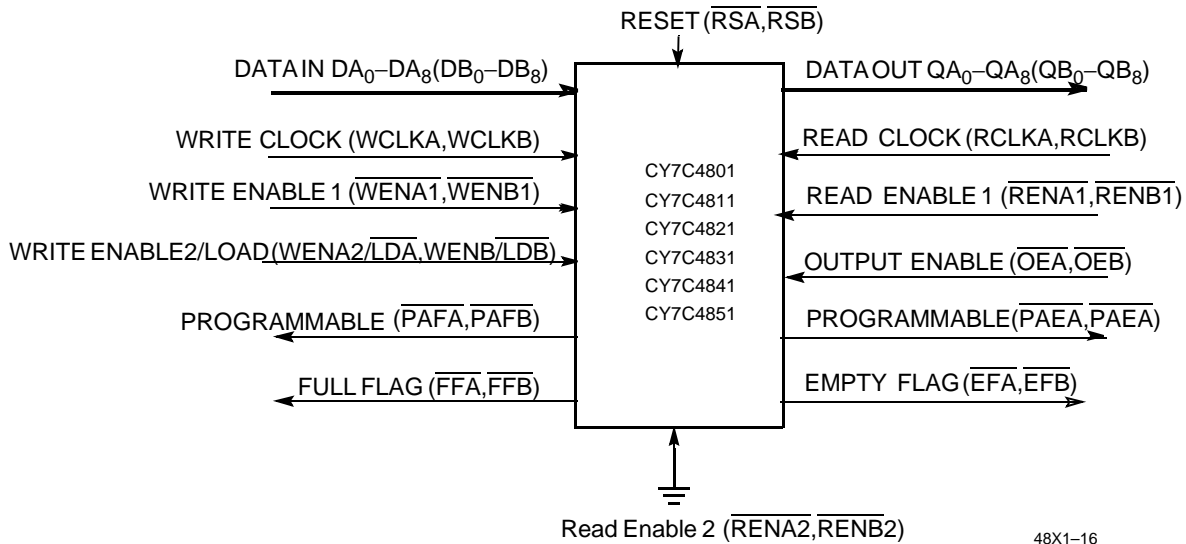 RESET (RSA,RSB)
DATA IN DA0–DA8(DB0–DB8)
DATA OUT QA0–QA8(QB0–QB8)
WRITE CLOCK (WCLKA,WCLKB)
READ CLOCK (RCLKA,RCLKB)
WRITE ENABLE 1 (WENA1,WENB1)
READ ENABLE 1 (RENA1,RENB1)
WRITE ENABLE2/LOAD(WENA2/LDA,WENB/LDB)
OUTPUT ENABLE (OEA,OEB)
PROGRAMMABLE (PAFA,PAFB)
PROGRAMMABLE(PAEA,PAEA)
FULL FLAG (FFA,FFB)
EMPTY FLAG (EFA,EFB)
CY7C4801
CY7C4811
CY7C4821
CY7C4831
CY7C4841
CY7C4851
Read Enable 2 (RENA2,RENB2)
48X1–16